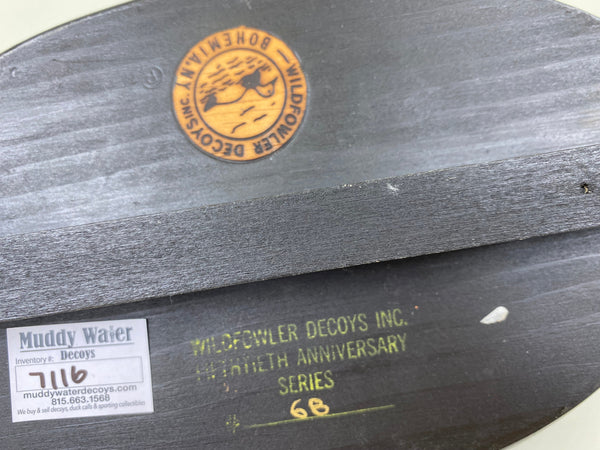 WILDFOWLER DECOYS INC.
BOHEMIA, N.Y.
Muddy Water
Decoys
Inventory #:
7116
muddywaterdecoys.com
815.663.1568
We buy & sell decoys, duck calls & sporting collectibles
WILDFOWLER DECOYS INC.
FIFTIETH ANNIVERSARY
SERIES
# 68